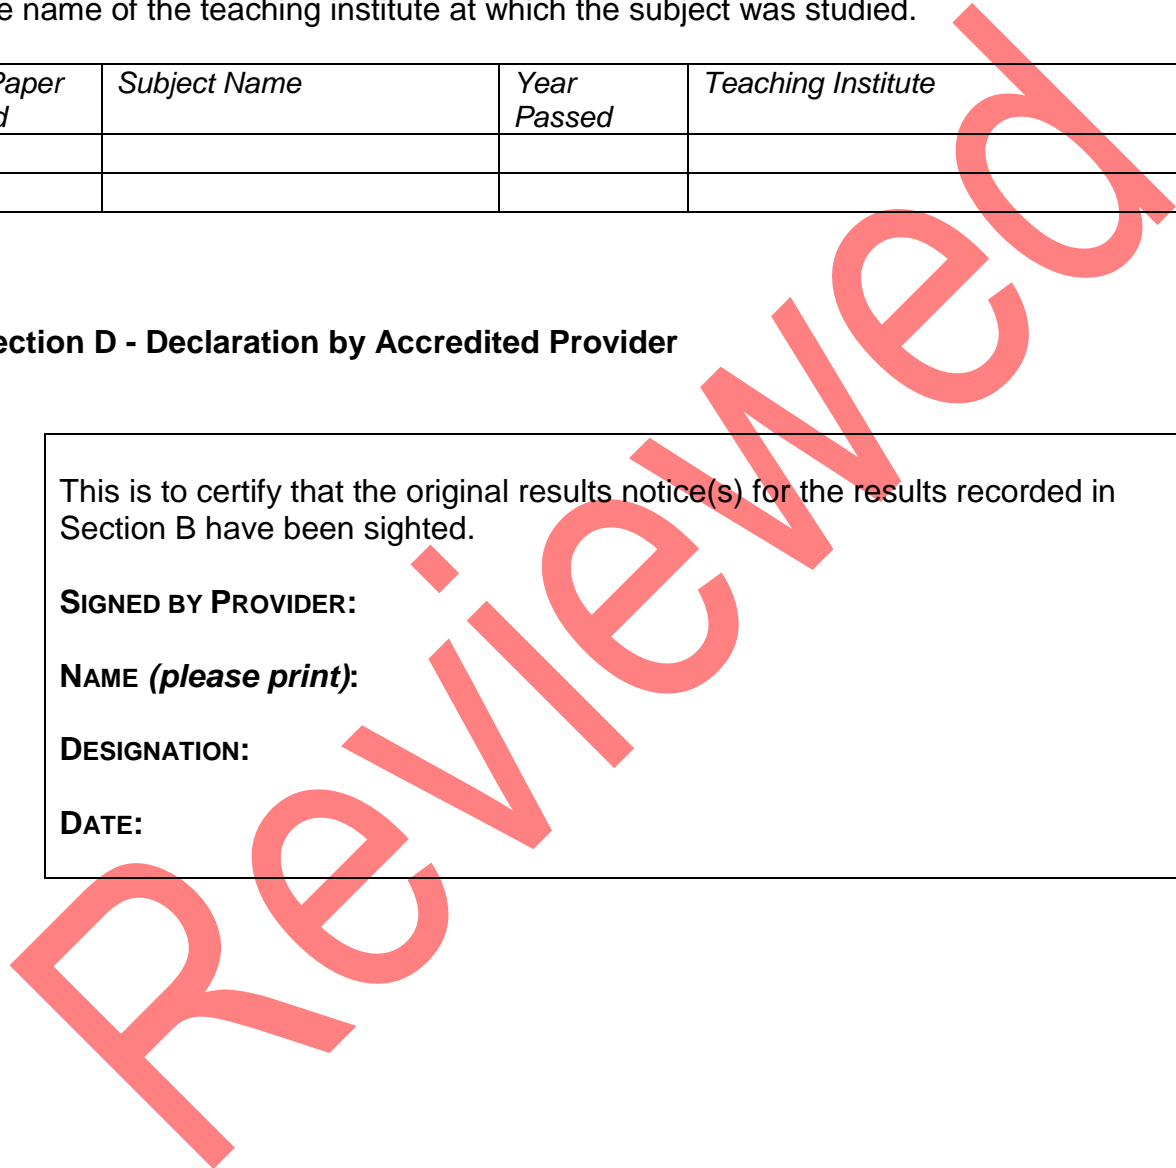 e name of the teaching institute at which the subject was studied.
Paper Subject Name Year Teaching Institute
d Passed
Section D - Declaration by Accredited Provider
This is to certify that the original results notice(s) for the results recorded in
Section B have been sighted.
SIGNED BY PROVIDER:
NAME (please print):
DESIGNATION:
DATE:
Reviewed